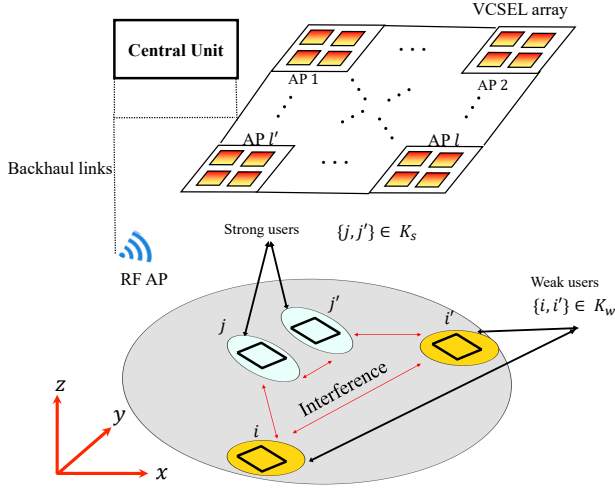 VCSEL array
Central Unit
AP 1
AP 2
AP l′
AP l
Backhaul links
RF AP
Strong users
{j, j′} ∈ K_s
Weak users
{i, i′} ∈ K_w
j
j′
i′
Interference
i
z
y
x